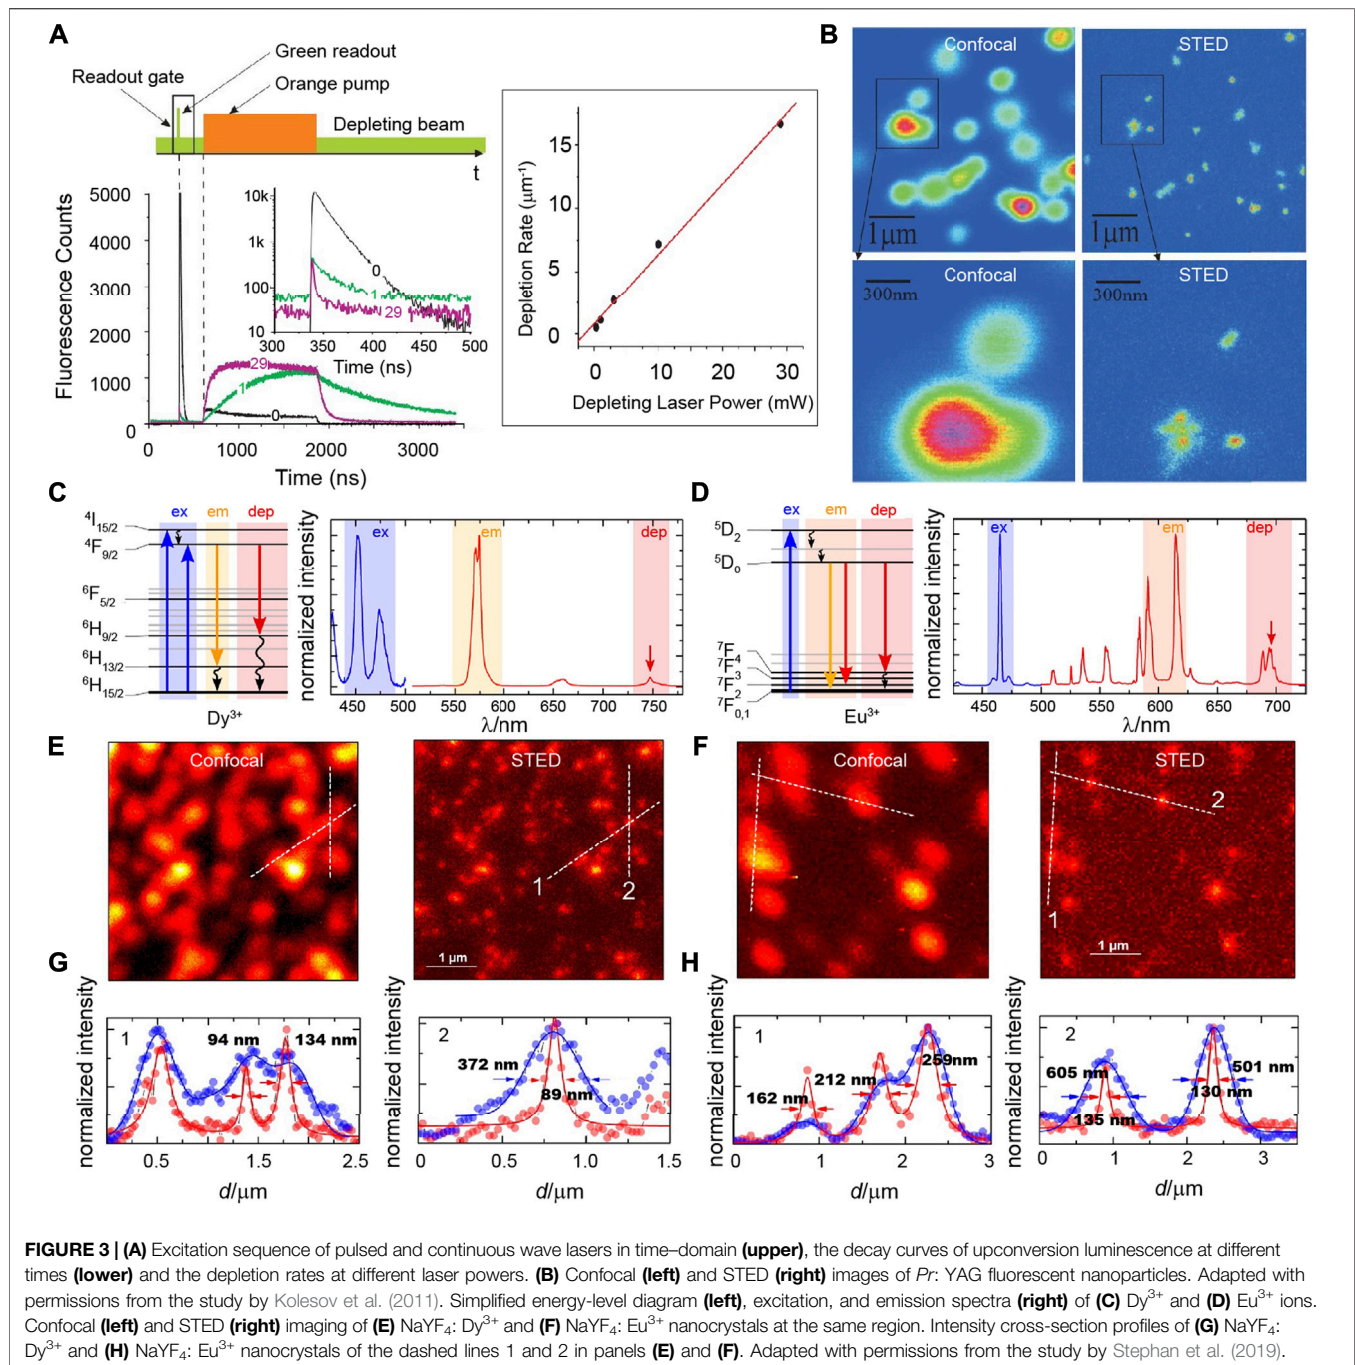 A
Green readout
Readout gate
Orange pump
Depleting beam
t
5000
4000
3000
2000
1000
0
Fluorescence Counts
0 1000 2000 3000
Time (ns)
10k
1k
100
10
300 350 400 450 500
Time (ns)
0
1
29
29
1
0
15
10
5
0
Depletion Rate (μm⁻¹)
0 10 20 30
Depleting Laser Power (mW)
B
Confocal
STED
1μm
1μm
Confocal
STED
300nm
300nm
C
ex em dep
⁴I₁₅/₂
⁴F₉/₂
⁶F₅/₂
⁶H₉/₂
⁶H₁₃/₂
⁶H₁₅/₂
Dy³⁺
normalized intensity
ex
em
dep
450 500 550 600 650 700 750
λ/nm
D
ex em dep
⁵D₂
⁵D₀
⁷F
⁷F₄
⁷F₃
⁷F₂
⁷F₀,₁
Eu³⁺
normalized intensity
ex
em
dep
450 500 550 600 650 700
λ/nm
E
Confocal
STED
1
2
1 μm
F
Confocal
STED
2
1
1 μm
G
normalized intensity
1
94 nm
134 nm
0.5 1.5 2.5
d/μm
normalized intensity
2
372 nm
89 nm
0 0.5 1.0 1.5
d/μm
H
normalized intensity
1
259nm
212 nm
162 nm
0 1 2 3
d/μm
normalized intensity
2
605 nm
501 nm
130 nm
135 nm
0 1 2 3
d/μm
FIGURE 3 | (A) Excitation sequence of pulsed and continuous wave lasers in time–domain (upper), the decay curves of upconversion luminescence at different
times (lower) and the depletion rates at different laser powers. (B) Confocal (left) and STED (right) images of Pr: YAG fluorescent nanoparticles. Adapted with
permissions from the study by Kolesov et al. (2011). Simplified energy-level diagram (left), excitation, and emission spectra (right) of (C) Dy³⁺ and (D) Eu³⁺ ions.
Confocal (left) and STED (right) imaging of (E) NaYF₄: Dy³⁺ and (F) NaYF₄: Eu³⁺ nanocrystals at the same region. Intensity cross-section profiles of (G) NaYF₄:
Dy³⁺ and (H) NaYF₄: Eu³⁺ nanocrystals of the dashed lines 1 and 2 in panels (E) and (F). Adapted with permissions from the study by Stephan et al. (2019).